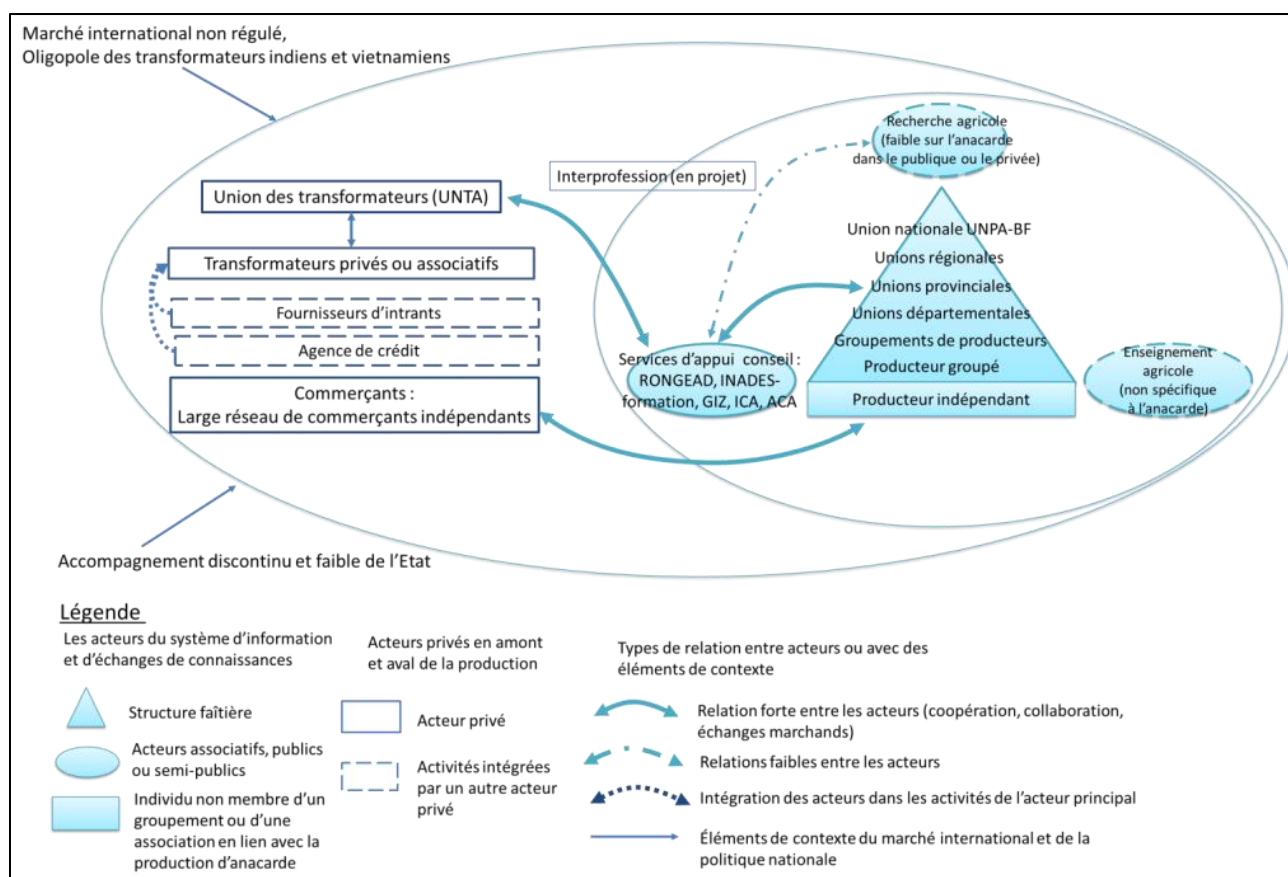 Marché international non régulé,
Oligopole des transformateurs indiens et vietnamiens
Recherche agricole
(faible sur l'anacarde
dans le publique ou le privée)
Interprofession (en projet)
Union des transformateurs (UNTA)
Transformateurs privés ou associatifs
Fournisseurs d'intrants
Agence de crédit
Commerçants :
Large réseau de commerçants indépendants
Services d'appui conseil :
RONGEAD, INADES-
formation, GIZ, ICA, ACA
Union nationale UNPA-BF
Unions régionales
Unions provinciales
Unions départementales
Groupements de producteurs
Producteur groupé
Producteur indépendant
Enseignement
agricole
(non spécifique
à l'anacarde)
Accompagnement discontinu et faible de l'Etat
Légende
Les acteurs du système d'information
et d'échanges de connaissances
Structure faîtière
Acteurs associatifs, publics
ou semi-publics
Individu non membre d'un
groupement ou d'une
association en lien avec la
production d'anacarde
Acteurs privés en amont
et aval de la production
Acteur privé
Activités intégrées
par un autre acteur
privé
Types de relation entre acteurs ou avec des
éléments de contexte
Relation forte entre les acteurs (coopération, collaboration,
échanges marchands)
Relations faibles entre les acteurs
Intégration des acteurs dans les activités de l'acteur principal
Éléments de contexte du marché international et de la
politique nationale